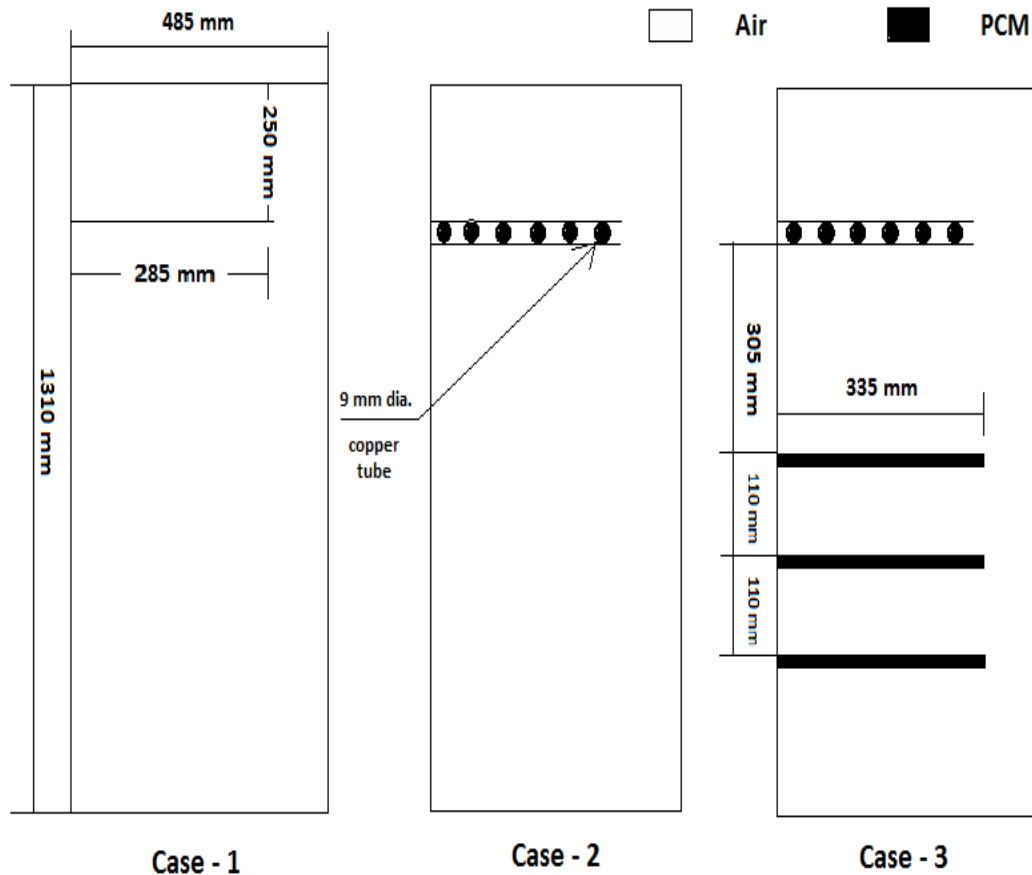 485 mm
Air
PCM
250 mm
285 mm
1310 mm
9 mm dia.
copper
tube
305 mm
335 mm
110 mm
110 mm
Case - 1
Case - 2
Case - 3